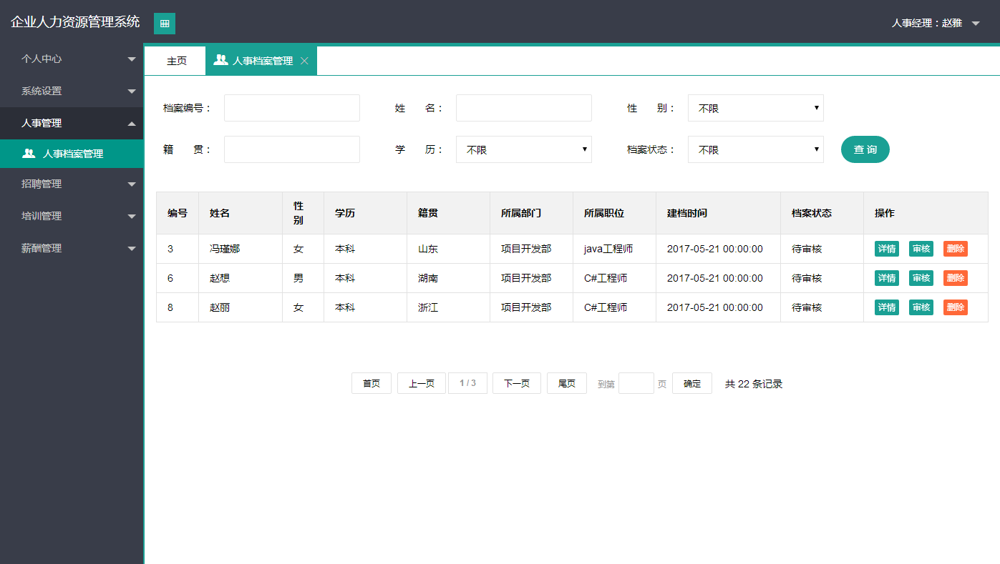 企业人力资源管理系统
人事经理：赵雅
个人中心
系统设置
人事管理
人事档案管理
招聘管理
培训管理
薪酬管理
主页 人事档案管理
档案编号： 姓 名： 性 别： 不限
籍 贯： 学 历： 不限 档案状态： 不限 查 询
编号 姓名 性别 学历 籍贯 所属部门 所属职位 建档时间 档案状态 操作
3 冯瑾娜 女 本科 山东 项目开发部 java工程师 2017-05-21 00:00:00 待审核 详情 审核 删除
6 赵想 男 本科 湖南 项目开发部 C#工程师 2017-05-21 00:00:00 待审核 详情 审核 删除
8 赵丽 女 本科 浙江 项目开发部 C#工程师 2017-05-21 00:00:00 待审核 详情 审核 删除
首页 上一页 1 / 3 下一页 尾页 到第 页 确定 共 22 条记录